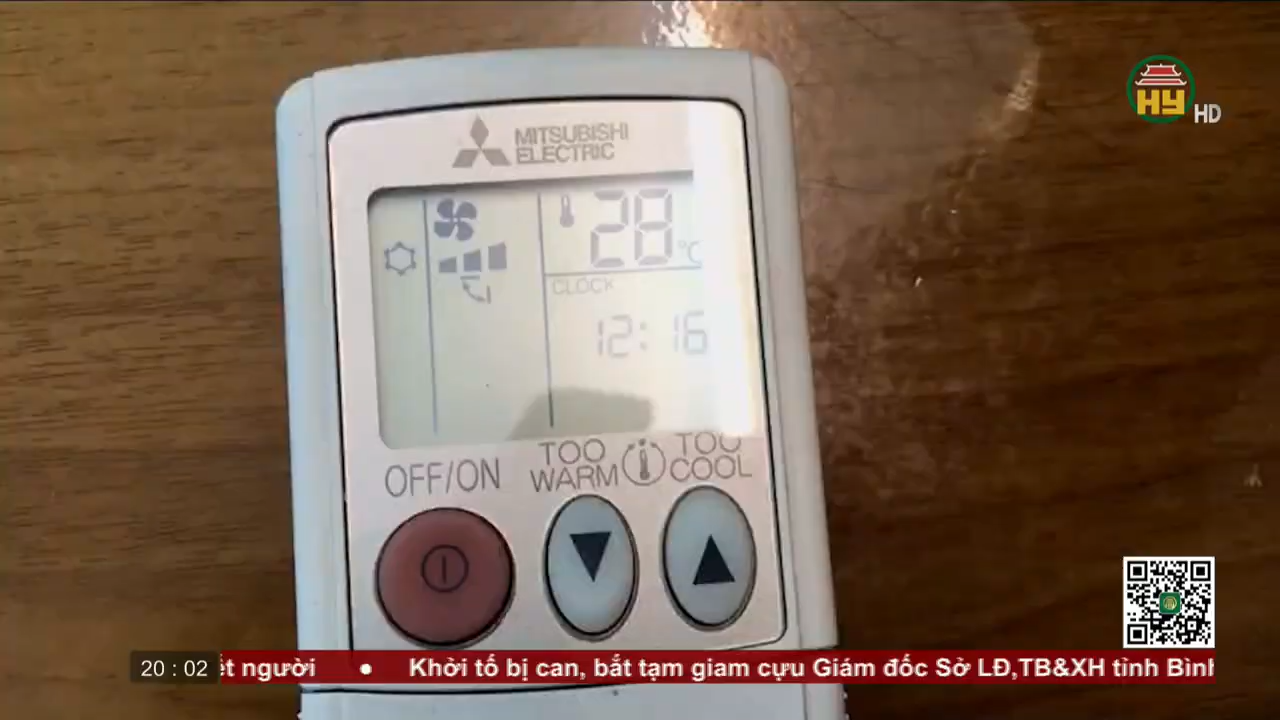 HY HD
MITSUBISHI
ELECTRIC
28°C
CLOCK
12:16
OFF/ON
TOO
WARM
TOO
COOL
20 : 02
người • Khởi tố bị can, bắt tạm giam cựu Giám đốc Sở LĐ,TB&XH tỉnh